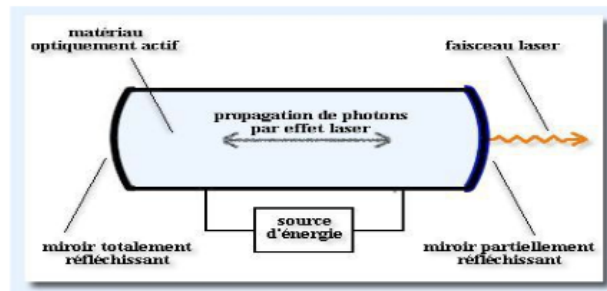 matériau
optiquement actif
faisceau laser
propagation de photons
par effet laser
source
d'énergie
miroir totalement
réfléchissant
miroir partiellement
réfléchissant